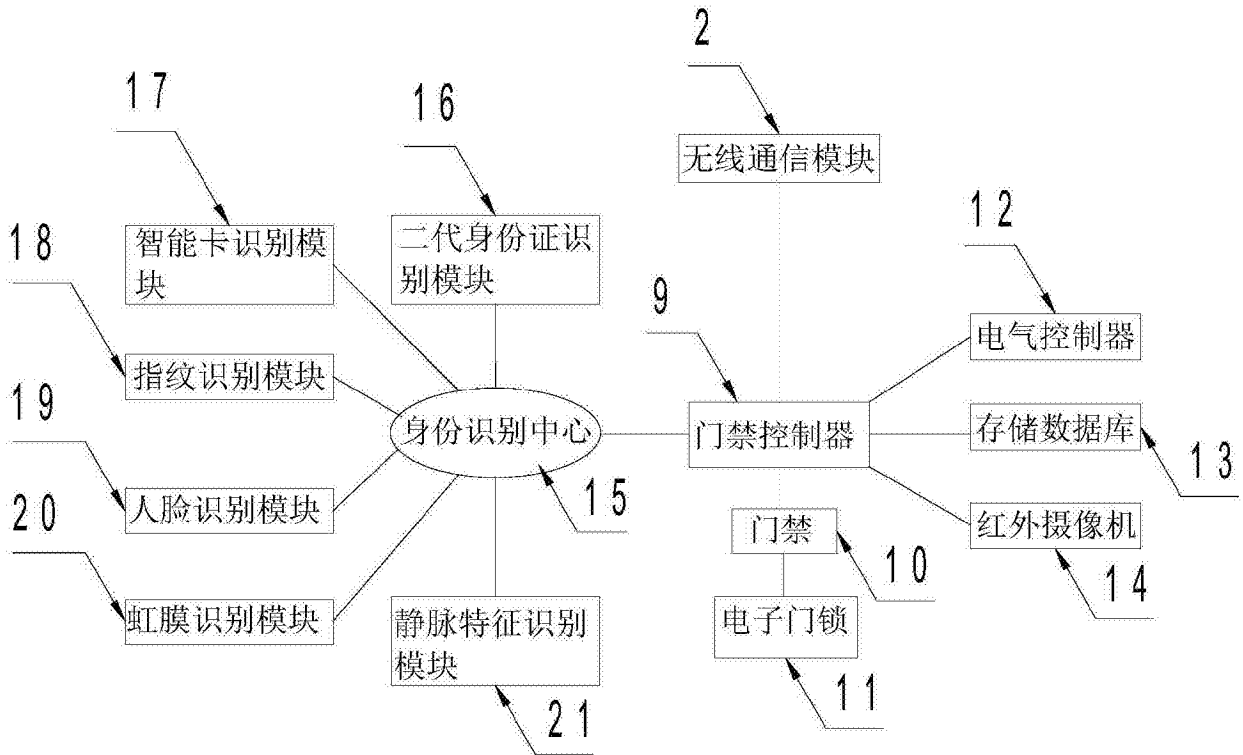 2
17
16
无线通信模块
12
18
智能卡识别模
块
二代身份证识
别模块
9
电气控制器
指纹识别模块
19
身份识别中心
门禁控制器
存储数据库
13
20
人脸识别模块
15
门禁
红外摄像机
10
14
虹膜识别模块
静脉特征识别
模块
电子门锁
21
11